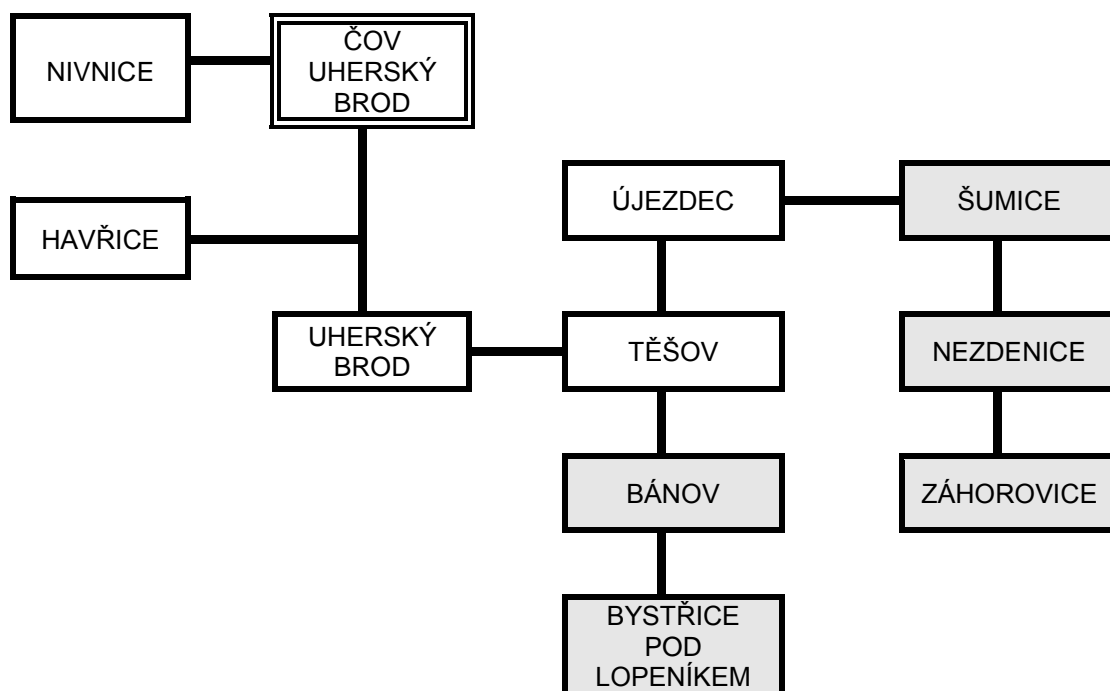 NIVNICE
ČOV
UHERSKÝ
BROD
HAVŘICE
ÚJEZDEC
ŠUMICE
UHERSKÝ
BROD
TĚŠOV
NEZDENICE
BÁNOV
ZÁHOROVICE
BYSTŘICE
POD
LOPENÍKEM